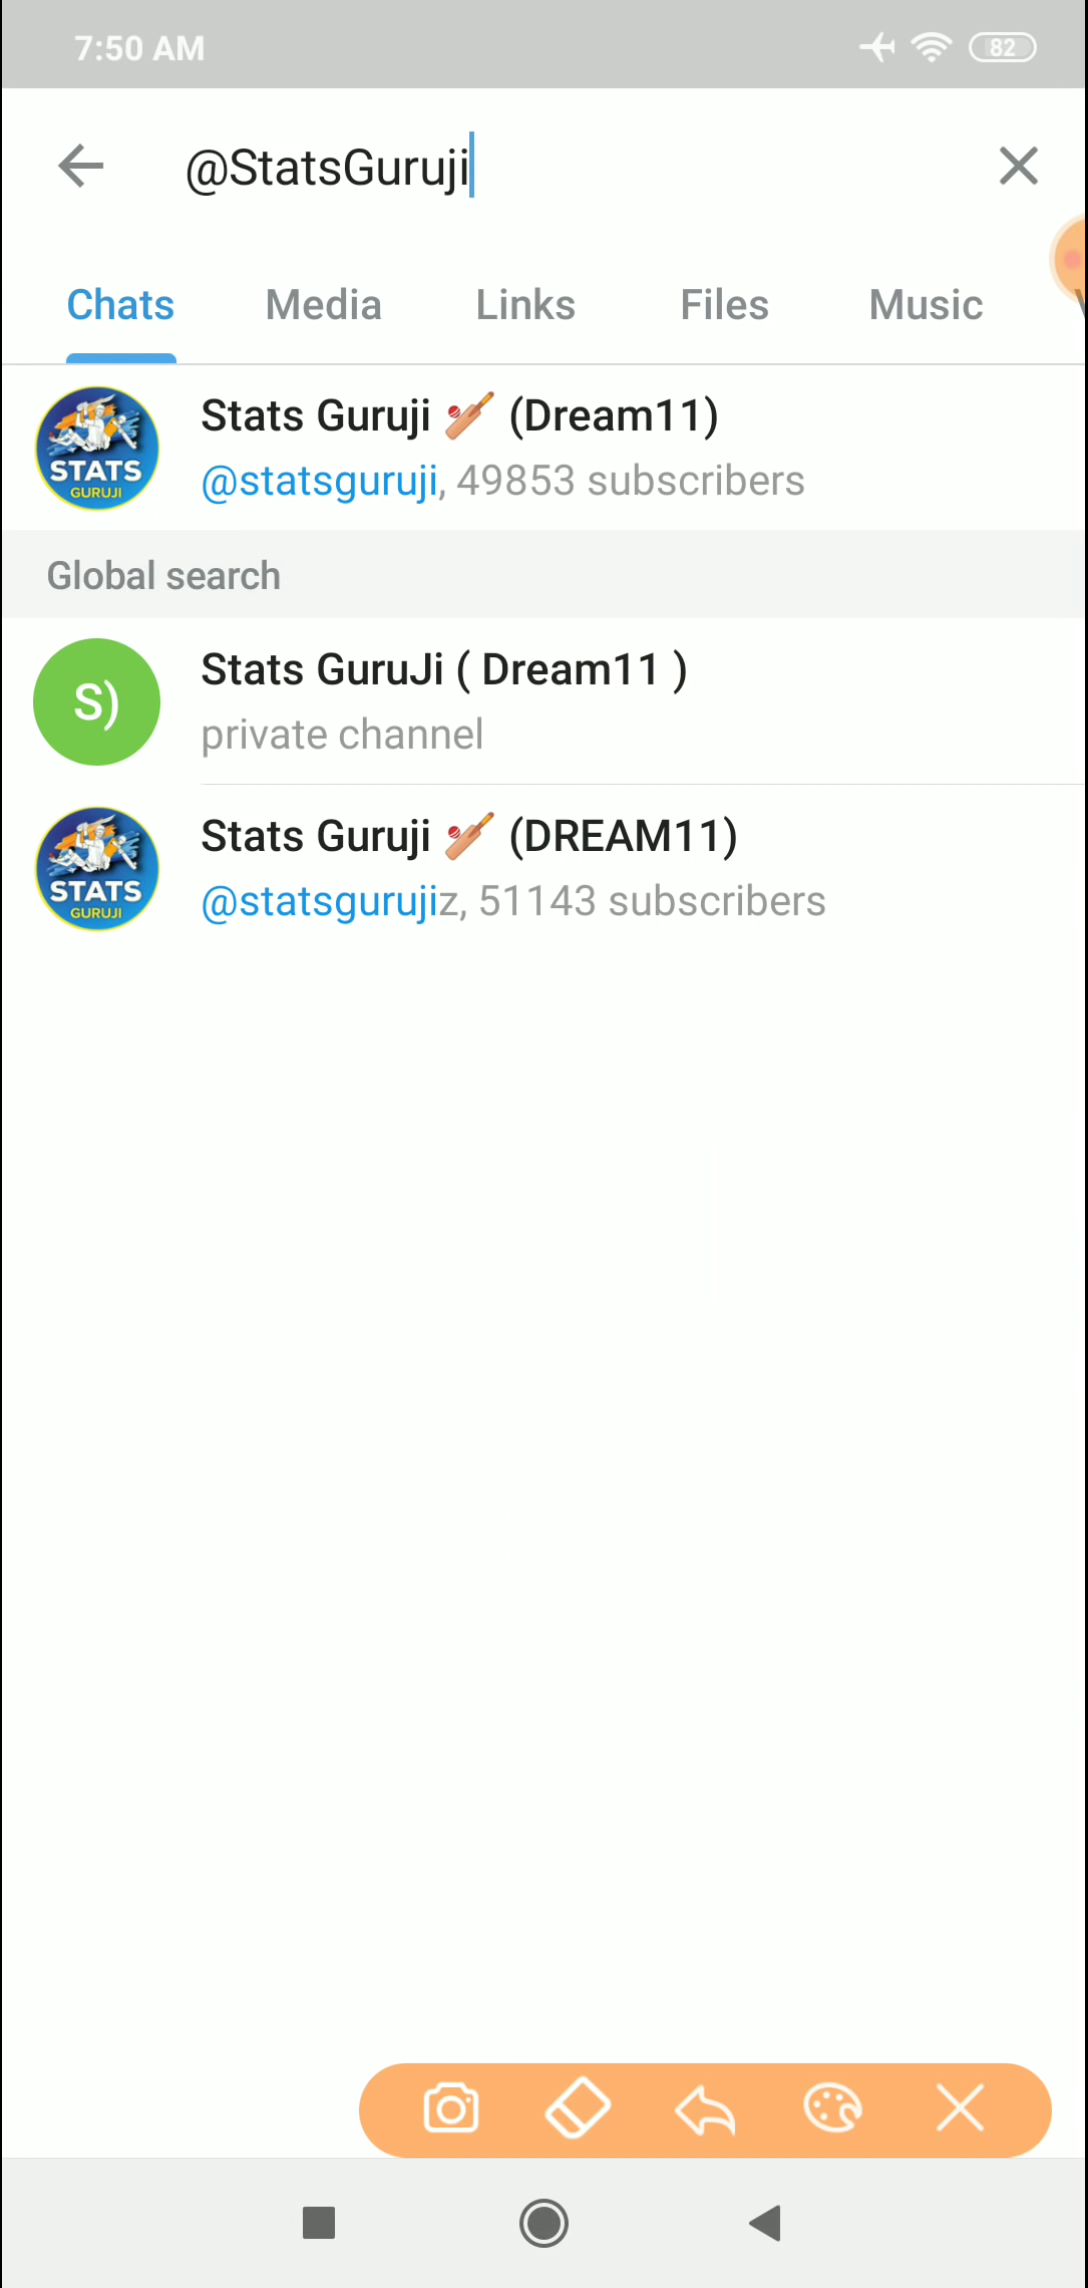 7:50 AM
82
@StatsGuruji
Chats Media Links Files Music
Stats Guruji 🏏 (Dream11)
@statsguruji, 49853 subscribers
STATS
GURUJI
Global search
Stats GuruJi ( Dream11 )
S)
private channel
Stats Guruji 🏏 (DREAM11)
@statsgurujiz, 51143 subscribers
STATS
GURUJI